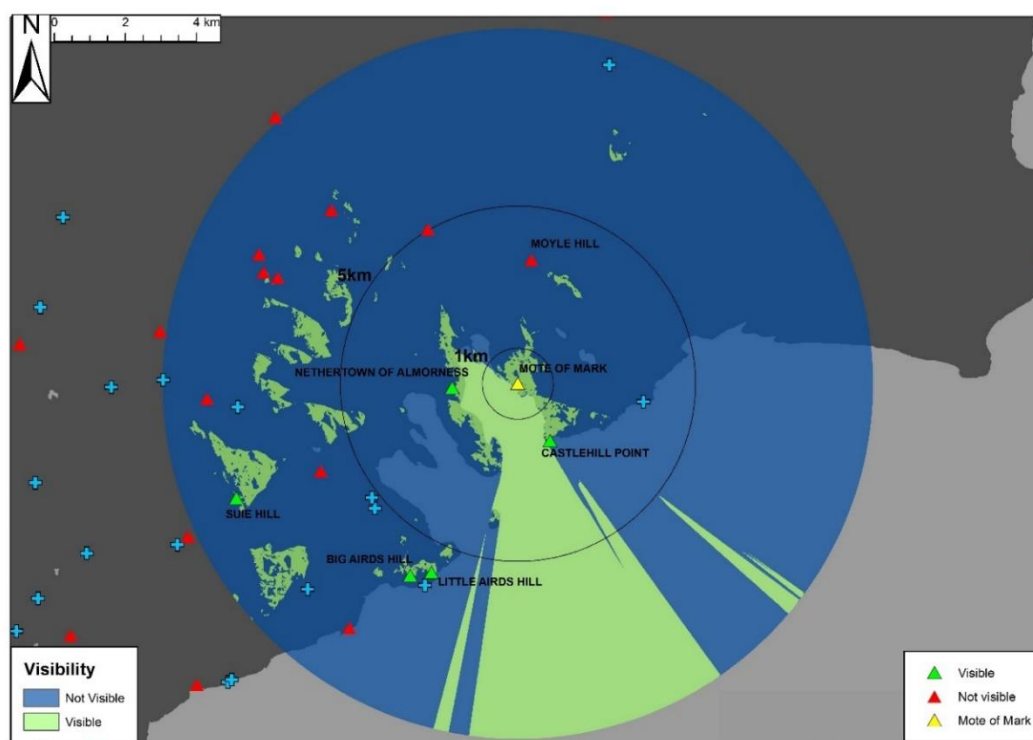 N
0 2 4 km
MOYLE HILL
5km
1km
MOTE OF MARK
NETHERTOWN OF ALMORNESS
CASTLEHILL POINT
SUIE HILL
BIG AIRDS HILL
LITTLE AIRDS HILL
Visibility
Not Visible
Visible
Visible
Not visible
Mote of Mark